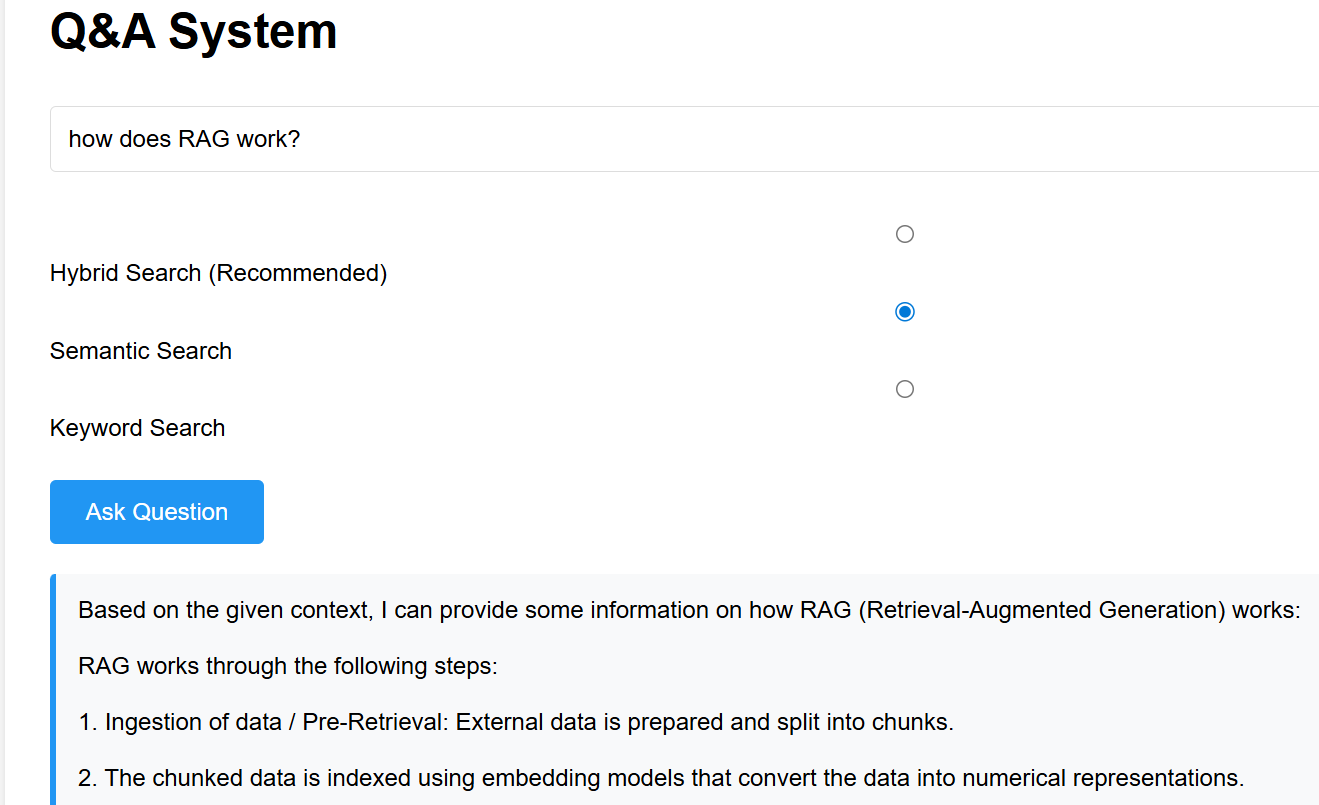 Q&A System
how does RAG work?
Hybrid Search (Recommended)
Semantic Search
Keyword Search
Ask Question
Based on the given context, I can provide some information on how RAG (Retrieval-Augmented Generation) works:
RAG works through the following steps:
1. Ingestion of data / Pre-Retrieval: External data is prepared and split into chunks.
2. The chunked data is indexed using embedding models that convert the data into numerical representations.